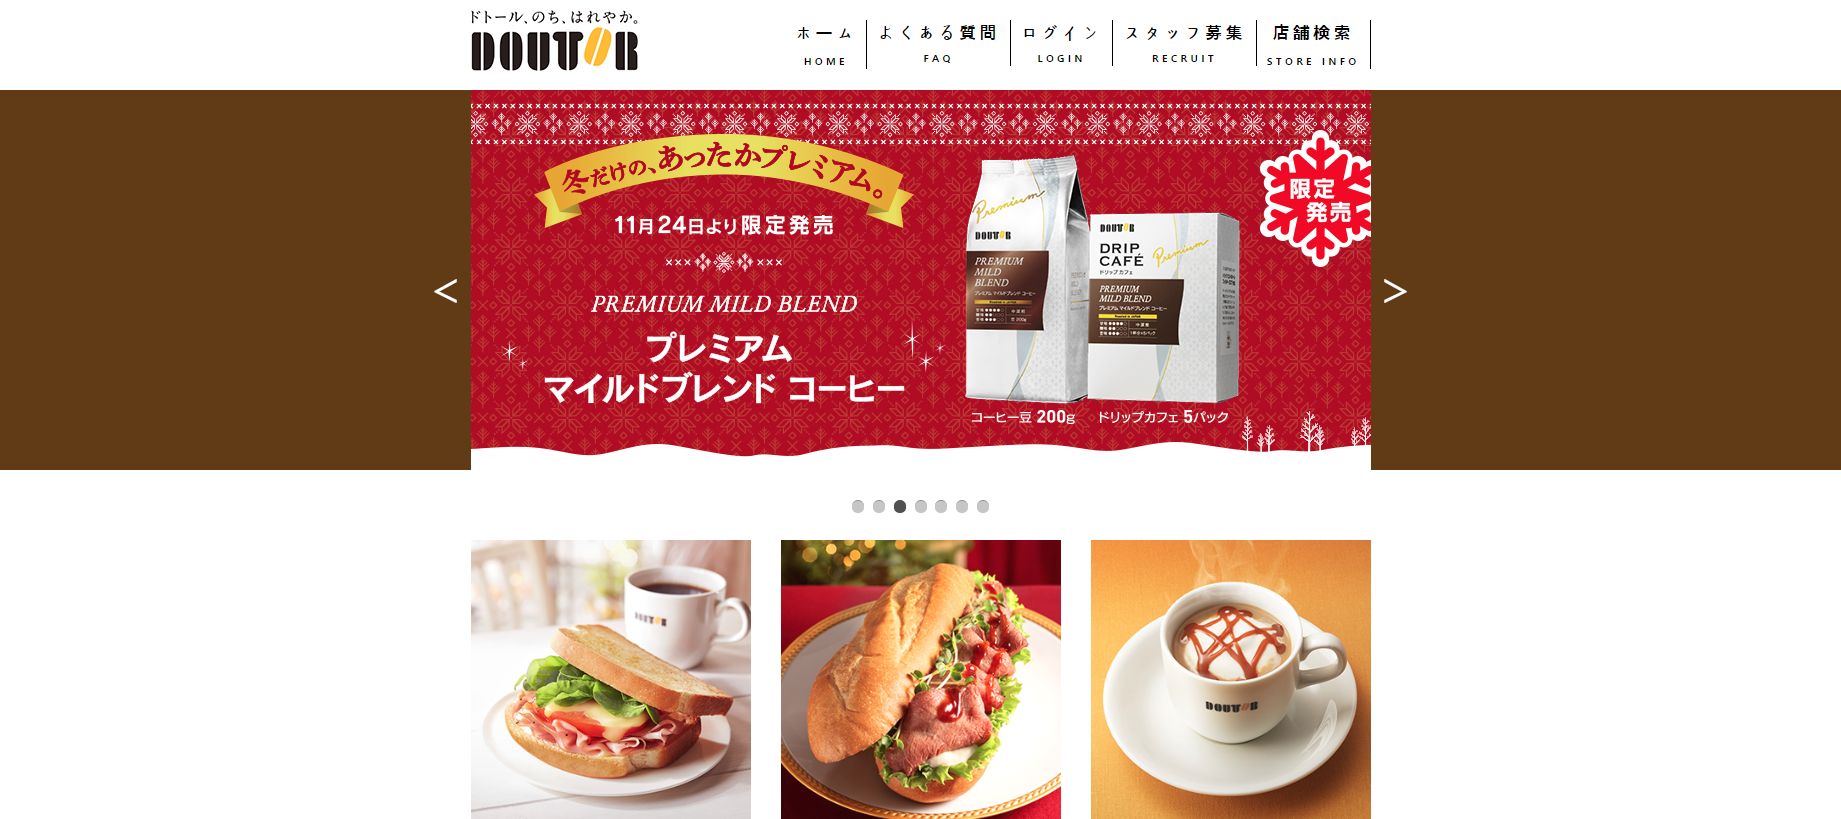 ドトール、のち、はれやか。
DOUTOR
ホーム
HOME
よくある質問
FAQ
ログイン
LOGIN
スタッフ募集
RECRUIT
店舗検索
STORE INFO
冬だけの、あったかプレミアム。
11月24日より限定発売
PREMIUM MILD BLEND
プレミアム
マイルドブレンド コーヒー
<
>
Premium
DOUTOR
PREMIUM
MILD
BLEND
プレミアム マイルドブレンド コーヒー
DOUTOR
DRIP
CAFÉ
ドリップ カフェ
Premium
PREMIUM
MILD BLEND
プレミアム マイルドブレンド コーヒー
限定
発売
コーヒー豆 200g
ドリップカフェ 5パック
DOUTOR
DOUTOR